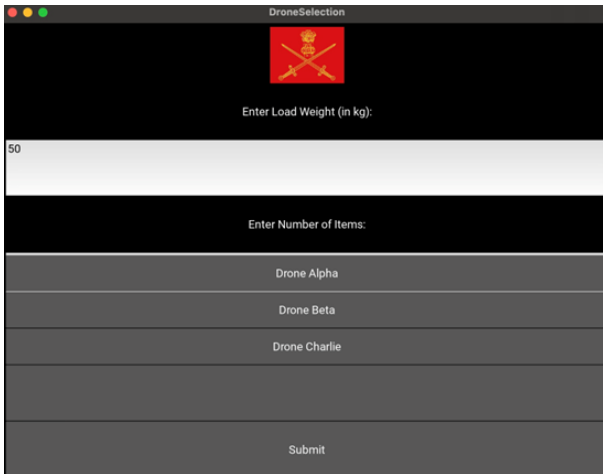 DroneSelection
Enter Load Weight (in kg):
50
Enter Number of Items:
Drone Alpha
Drone Beta
Drone Charlie
Submit